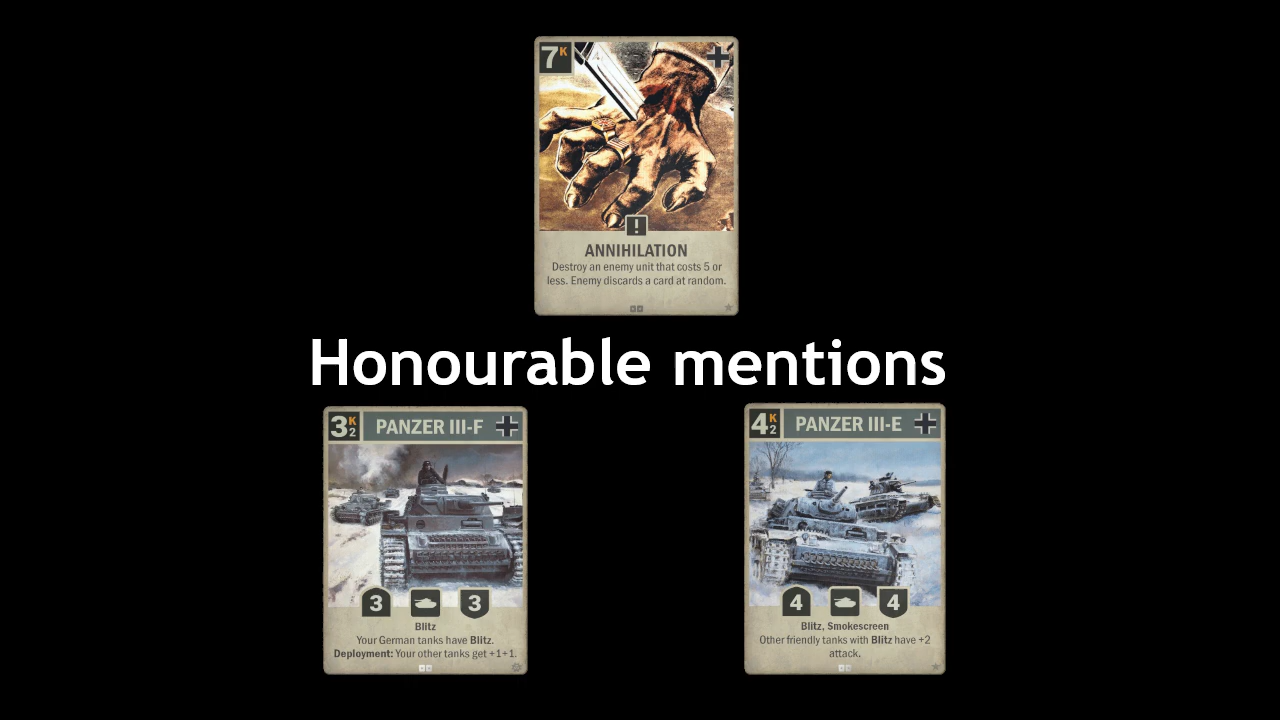 7K
!
ANNIHILATION
Destroy an enemy unit that costs 5 or
less. Enemy discards a card at random.
Honourable mentions
3K2 PANZER III-F
3 3
Blitz
Your German tanks have Blitz.
Deployment: Your other tanks get +1+1.
4K2 PANZER III-E
4 4
Blitz, Smokescreen
Other friendly tanks with Blitz have +2
attack.